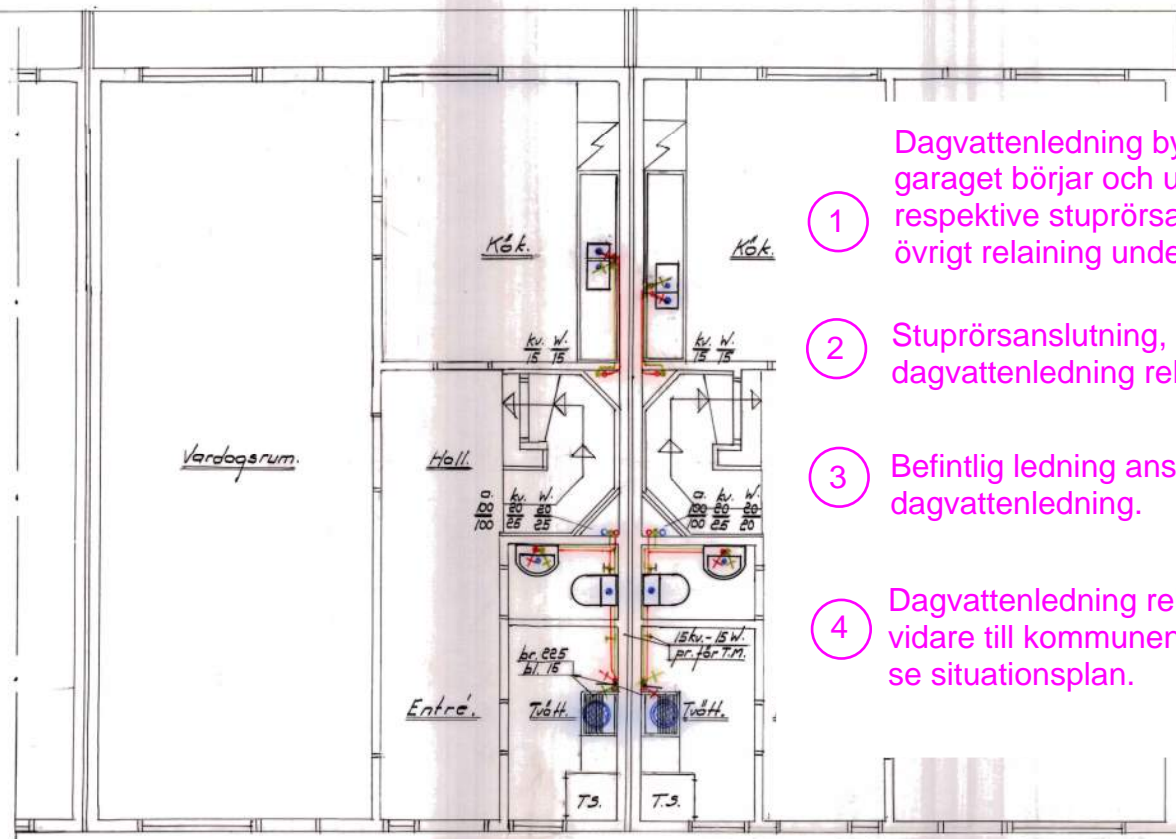 Kök.
Kök.
kv. W.
15 15
kv. W.
15 15
Vardagsrum.
Hall.
a. kv. W.
100 20 20
100 25 25
a. kv. W.
100 20 20
100 25 20
br. 225
bl. 15
15kv.-15W.
pr. för T.M.
Entré.
Tvätt.
Tvätt.
T.S.
T.S.
1
Dagvattenledning by
garaget börjar och u
respektive stuprörsa
övrigt relaining unde
2
Stuprörsanslutning,
dagvattenledning rel
3
Befintlig ledning ans
dagvattenledning.
4
Dagvattenledning re
vidare till kommunen
se situationsplan.